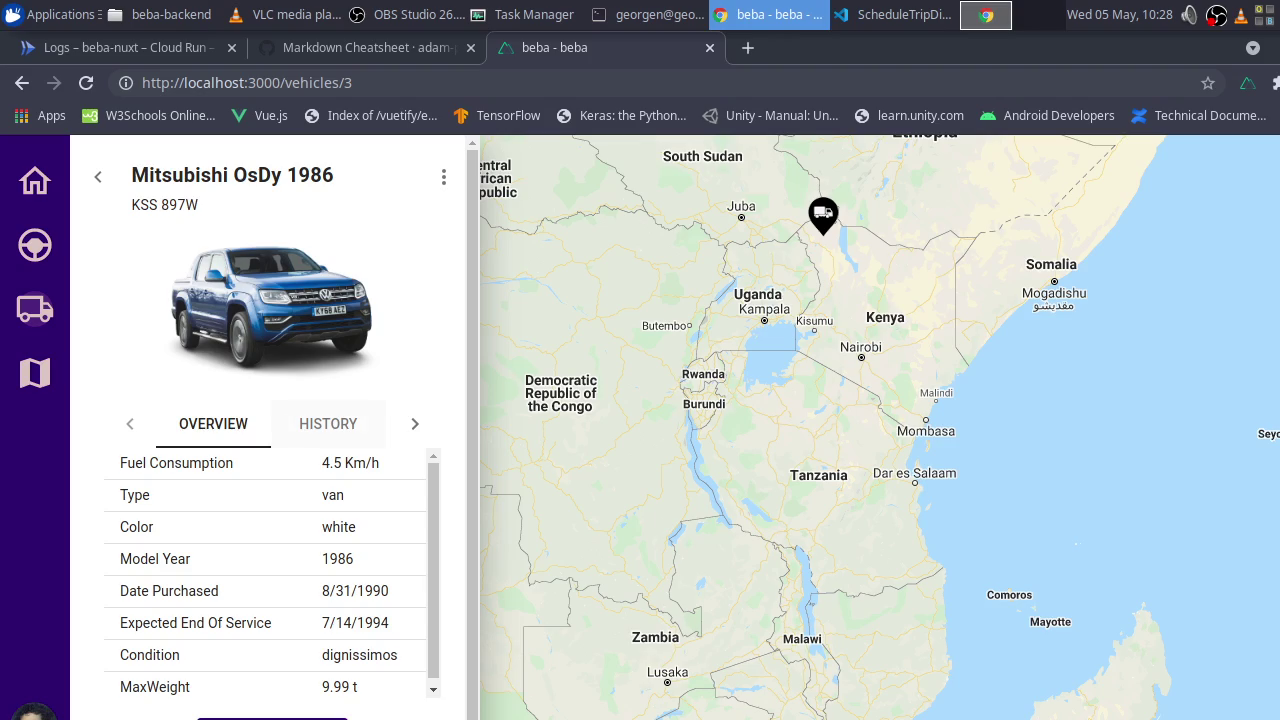 Applications
beba-backend
VLC media pla...
OBS Studio 26....
Task Manager
georgen@geo...
beba - beba - ...
ScheduleTripDi...
Wed 05 May, 10:28
Logs – beba-nuxt – Cloud Run –
Markdown Cheatsheet · adam-
beba - beba
http://localhost:3000/vehicles/3
Apps
W3Schools Online...
Vue.js
Index of /vuetify/e...
TensorFlow
Keras: the Python...
Unity - Manual: Un...
learn.unity.com
Android Developers
Technical Docume...
Mitsubishi OsDy 1986
KSS 897W
KY68 AEZ
OVERVIEW
HISTORY
Fuel Consumption 4.5 Km/h
Type van
Color white
Model Year 1986
Date Purchased 8/31/1990
Expected End Of Service 7/14/1994
Condition dignissimos
MaxWeight 9.99 t
Ethiopia
South Sudan
entral
rican
public
Juba
Somalia
Mogadishu
مقديشو
Uganda
Kampala
Kisumu
Kenya
Butembo
Nairobi
Rwanda
Democratic
Republic of
the Congo
Burundi
Malindi
Mombasa
Seyc
Tanzania
Dar es Salaam
Comoros
Mayotte
Zambia
Malawi
Lusaka